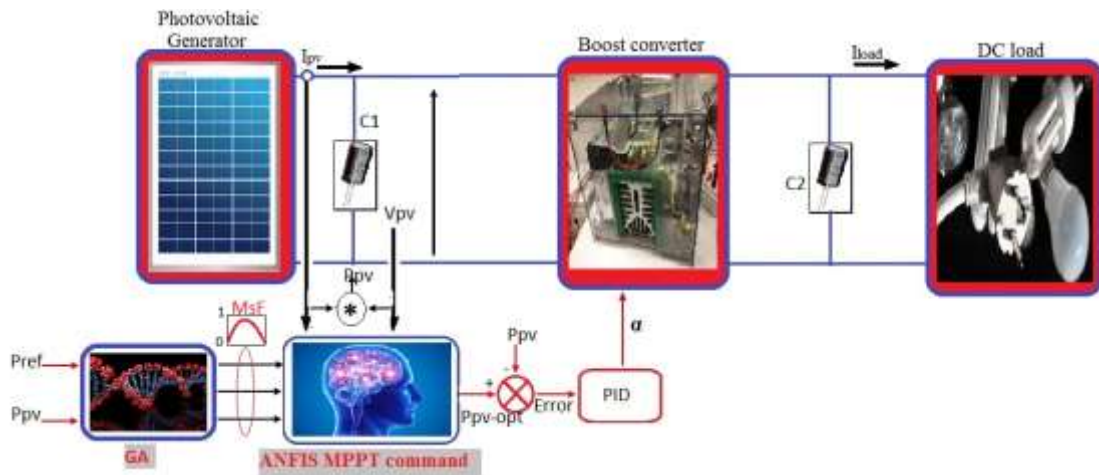 Photovoltaic
Generator
Boost converter
DC load
Ipv
Iload
C1
C2
Vpv
Ppv
*
MsF
1
0
α
Ppv
Pref
Ppv
-
+
PID
Ppv-opt
Error
GA
ANFIS MPPT command